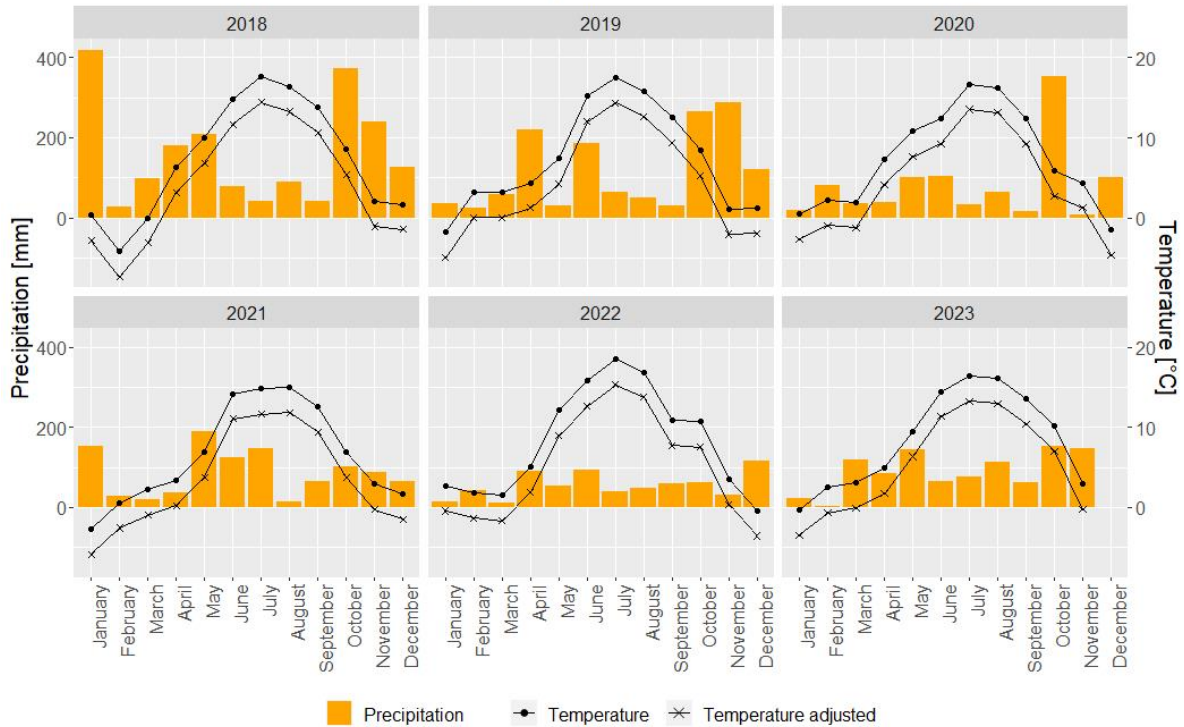 2018
2019
2020
400
200
0
20
10
0
2021
2022
2023
400
200
0
20
10
0
Precipitation [mm]
Temperature [°C]
January
February
March
April
May
June
July
August
September
October
November
December
January
February
March
April
May
June
July
August
September
October
November
December
January
February
March
April
May
June
July
August
September
October
November
December
Precipitation
Temperature
Temperature adjusted